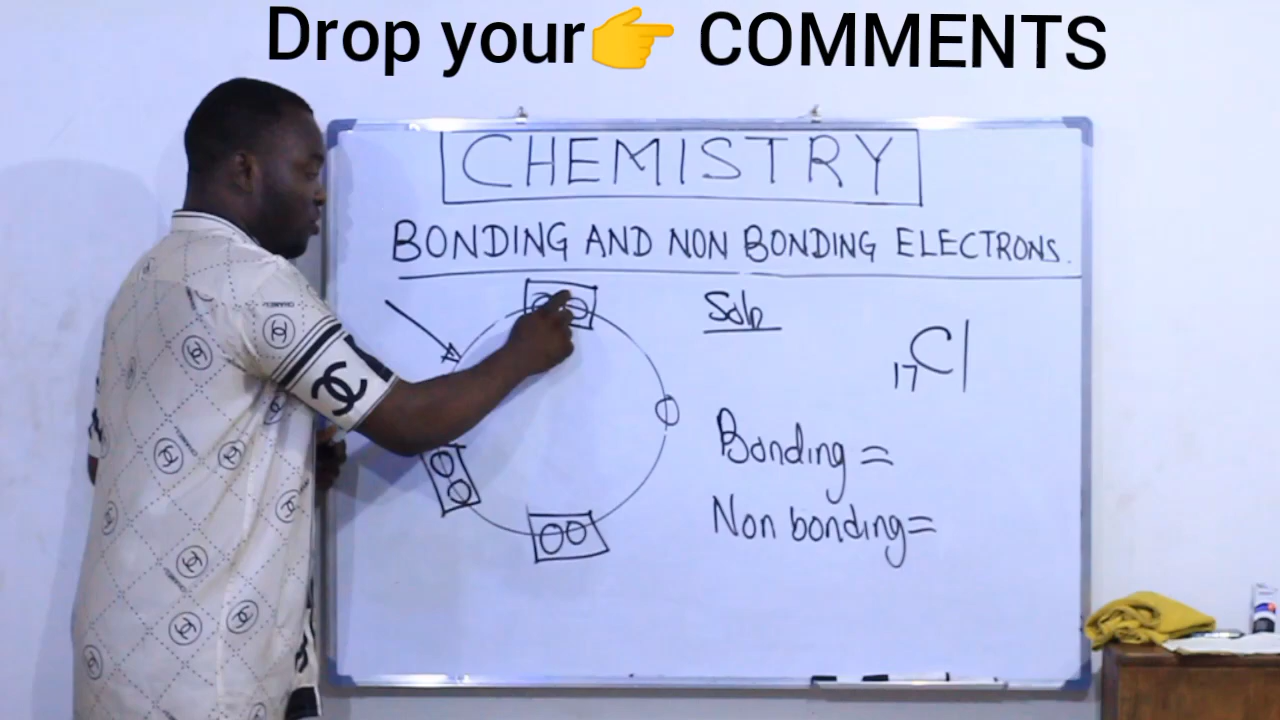 Drop your👉 COMMENTS
CHEMISTRY
BONDING AND NON BONDING ELECTRONS.
Soln
17Cl
Bonding =
Non bonding=